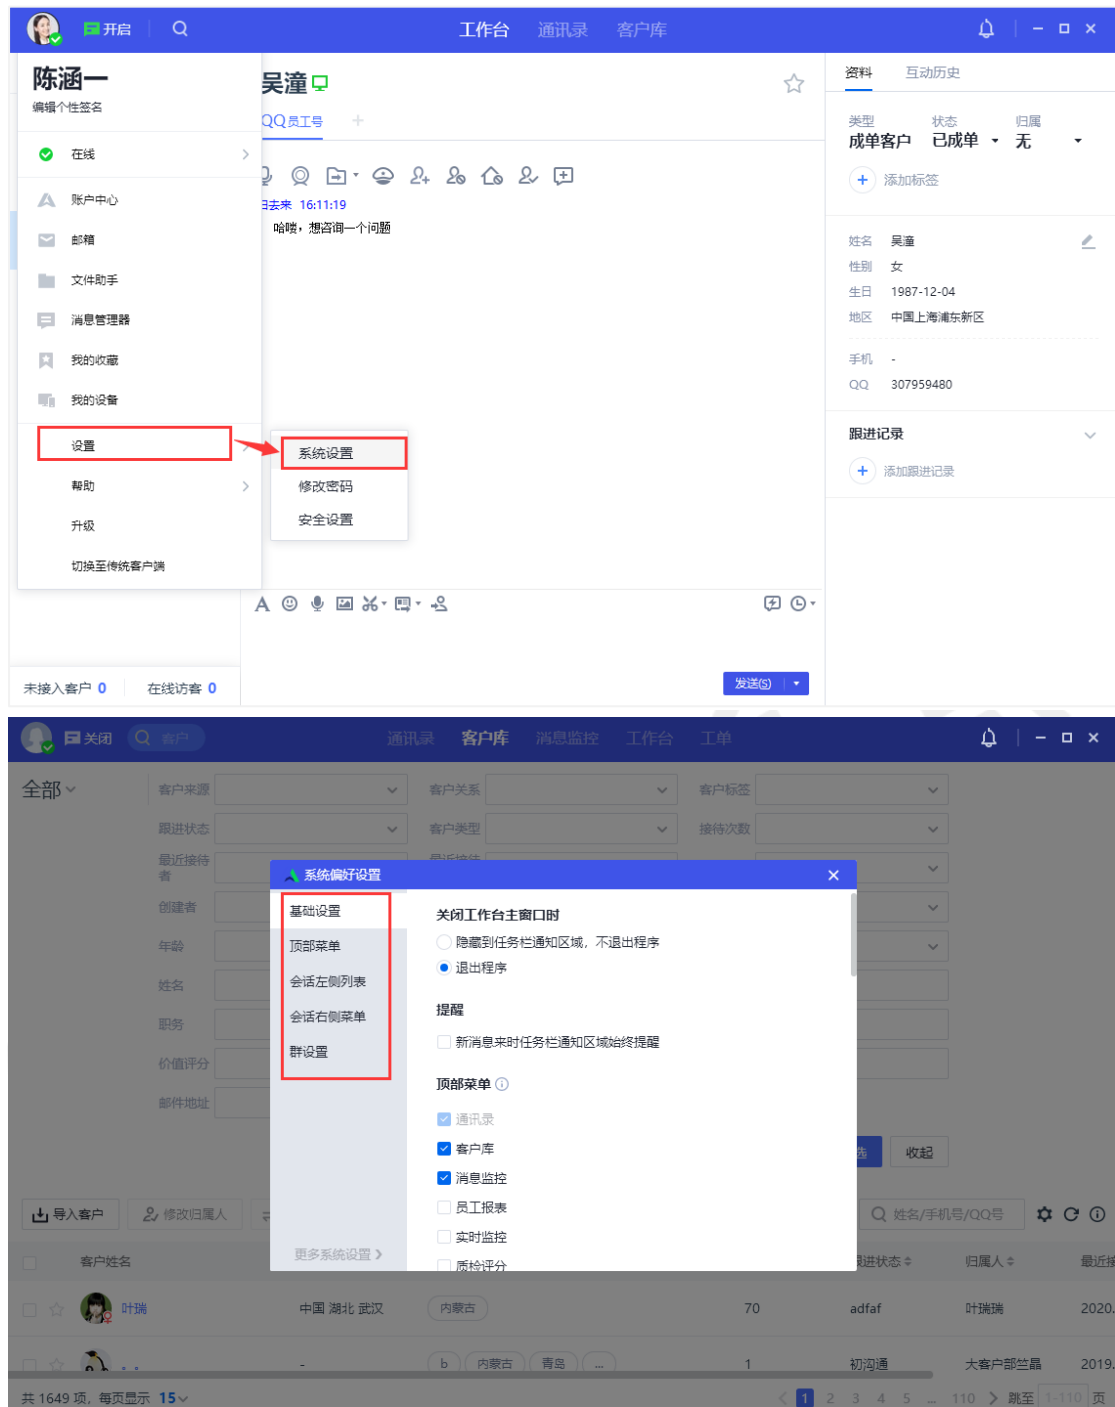 开启
工作台 通讯录 客户库
陈涵一
编辑个性签名
在线
账户中心
邮箱
文件助手
消息管理器
我的收藏
我的设备
设置
帮助
升级
切换至传统客户端
系统设置
修改密码
安全设置
吴潼
QQ员工号
归去来 16:11:19
哈喽，想咨询一个问题
发送(S)
未接入客户 0 在线访客 0
资料 互动历史
类型 状态 归属
成单客户 已成单 无
添加标签
姓名 吴潼
性别 女
生日 1987-12-04
地区 中国上海浦东新区
手机 -
QQ 307959480
跟进记录
添加跟进记录
关闭 客户 通讯录 客户库 消息监控 工作台 工单
全部 客户来源 客户关系 客户标签
跟进状态 客户类型 接待次数
最近接待者
创建者
年龄
姓名
职务
价值评分
邮件地址
系统偏好设置
基础设置
顶部菜单
会话左侧列表
会话右侧菜单
群设置
更多系统设置
关闭工作台主窗口时
隐藏到任务栏通知区域，不退出程序
退出程序
提醒
新消息来时任务栏通知区域始终提醒
顶部菜单
通讯录
客户库
消息监控
员工报表
实时监控
质检评分
收起
导入客户 修改归属人 姓名/手机号/QQ号
客户姓名 跟进状态 归属人 最近接
叶瑞 中国 湖北 武汉 内蒙古 70 adfaf 叶瑞瑞 2020.
. . - b 内蒙古 青岛 ... 1 初沟通 大客户部竺晶 2019.
共 1649 项，每页显示 15 1 2 3 4 5 ... 110 跳至 1-110 页